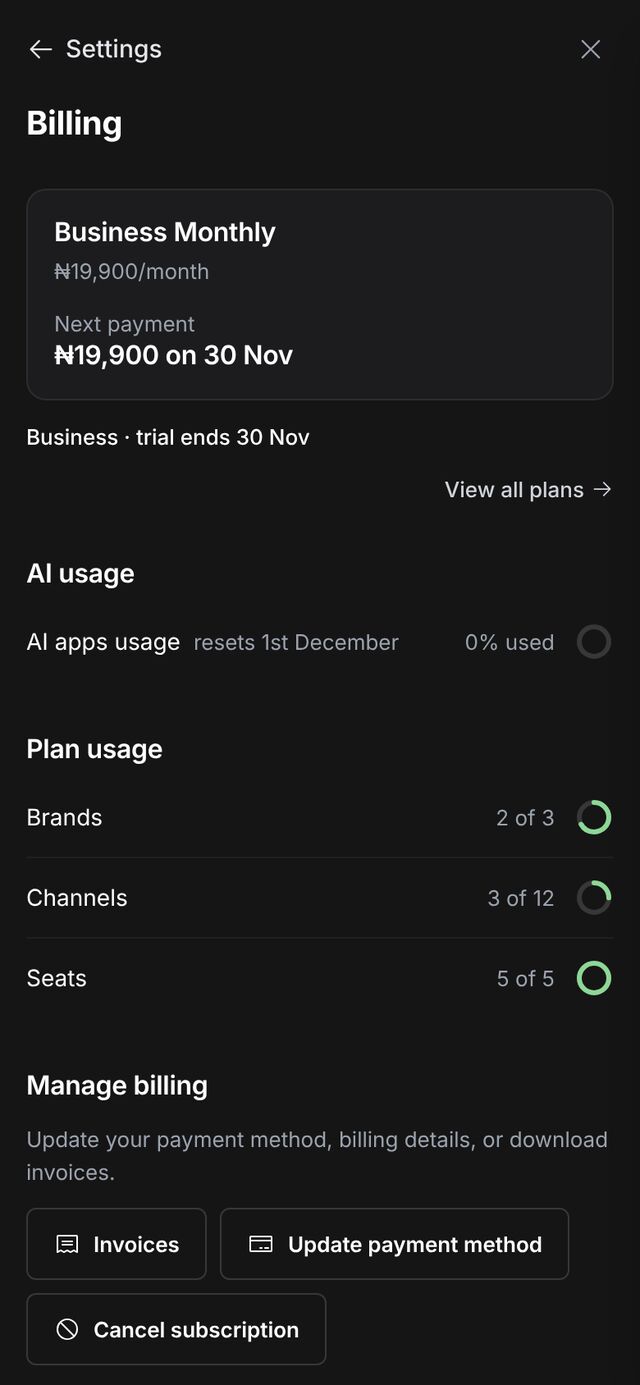 Settings
Billing
Business Monthly
₦19,900/month
Next payment
₦19,900 on 30 Nov
Business · trial ends 30 Nov
View all plans →
AI usage
AI apps usage resets 1st December 0% used
Plan usage
Brands 2 of 3
Channels 3 of 12
Seats 5 of 5
Manage billing
Update your payment method, billing details, or download
invoices.
Invoices Update payment method
Cancel subscription